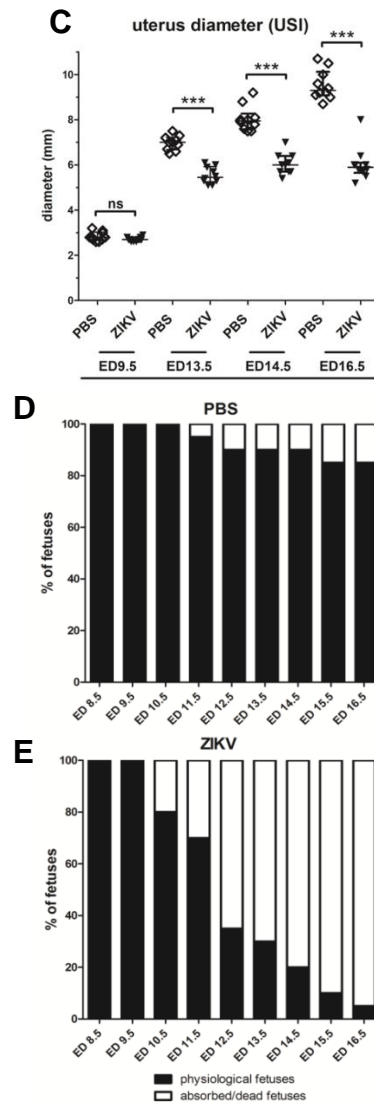 C
uterus diameter (USI)
diameter (mm)
10
8
6
4
2
0
ns
***
***
***
PBS ZIKV PBS ZIKV PBS ZIKV PBS ZIKV
ED9.5 ED13.5 ED14.5 ED16.5
D
PBS
% of fetuses
100
80
60
40
20
0
ED 8.5 ED 9.5 ED 10.5 ED 11.5 ED 12.5 ED 13.5 ED 14.5 ED 15.5 ED 16.5
E
ZIKV
% of fetuses
100
80
60
40
20
0
ED 8.5 ED 9.5 ED 10.5 ED 11.5 ED 12.5 ED 13.5 ED 14.5 ED 15.5 ED 16.5
physiological fetuses
absorbed/dead fetuses